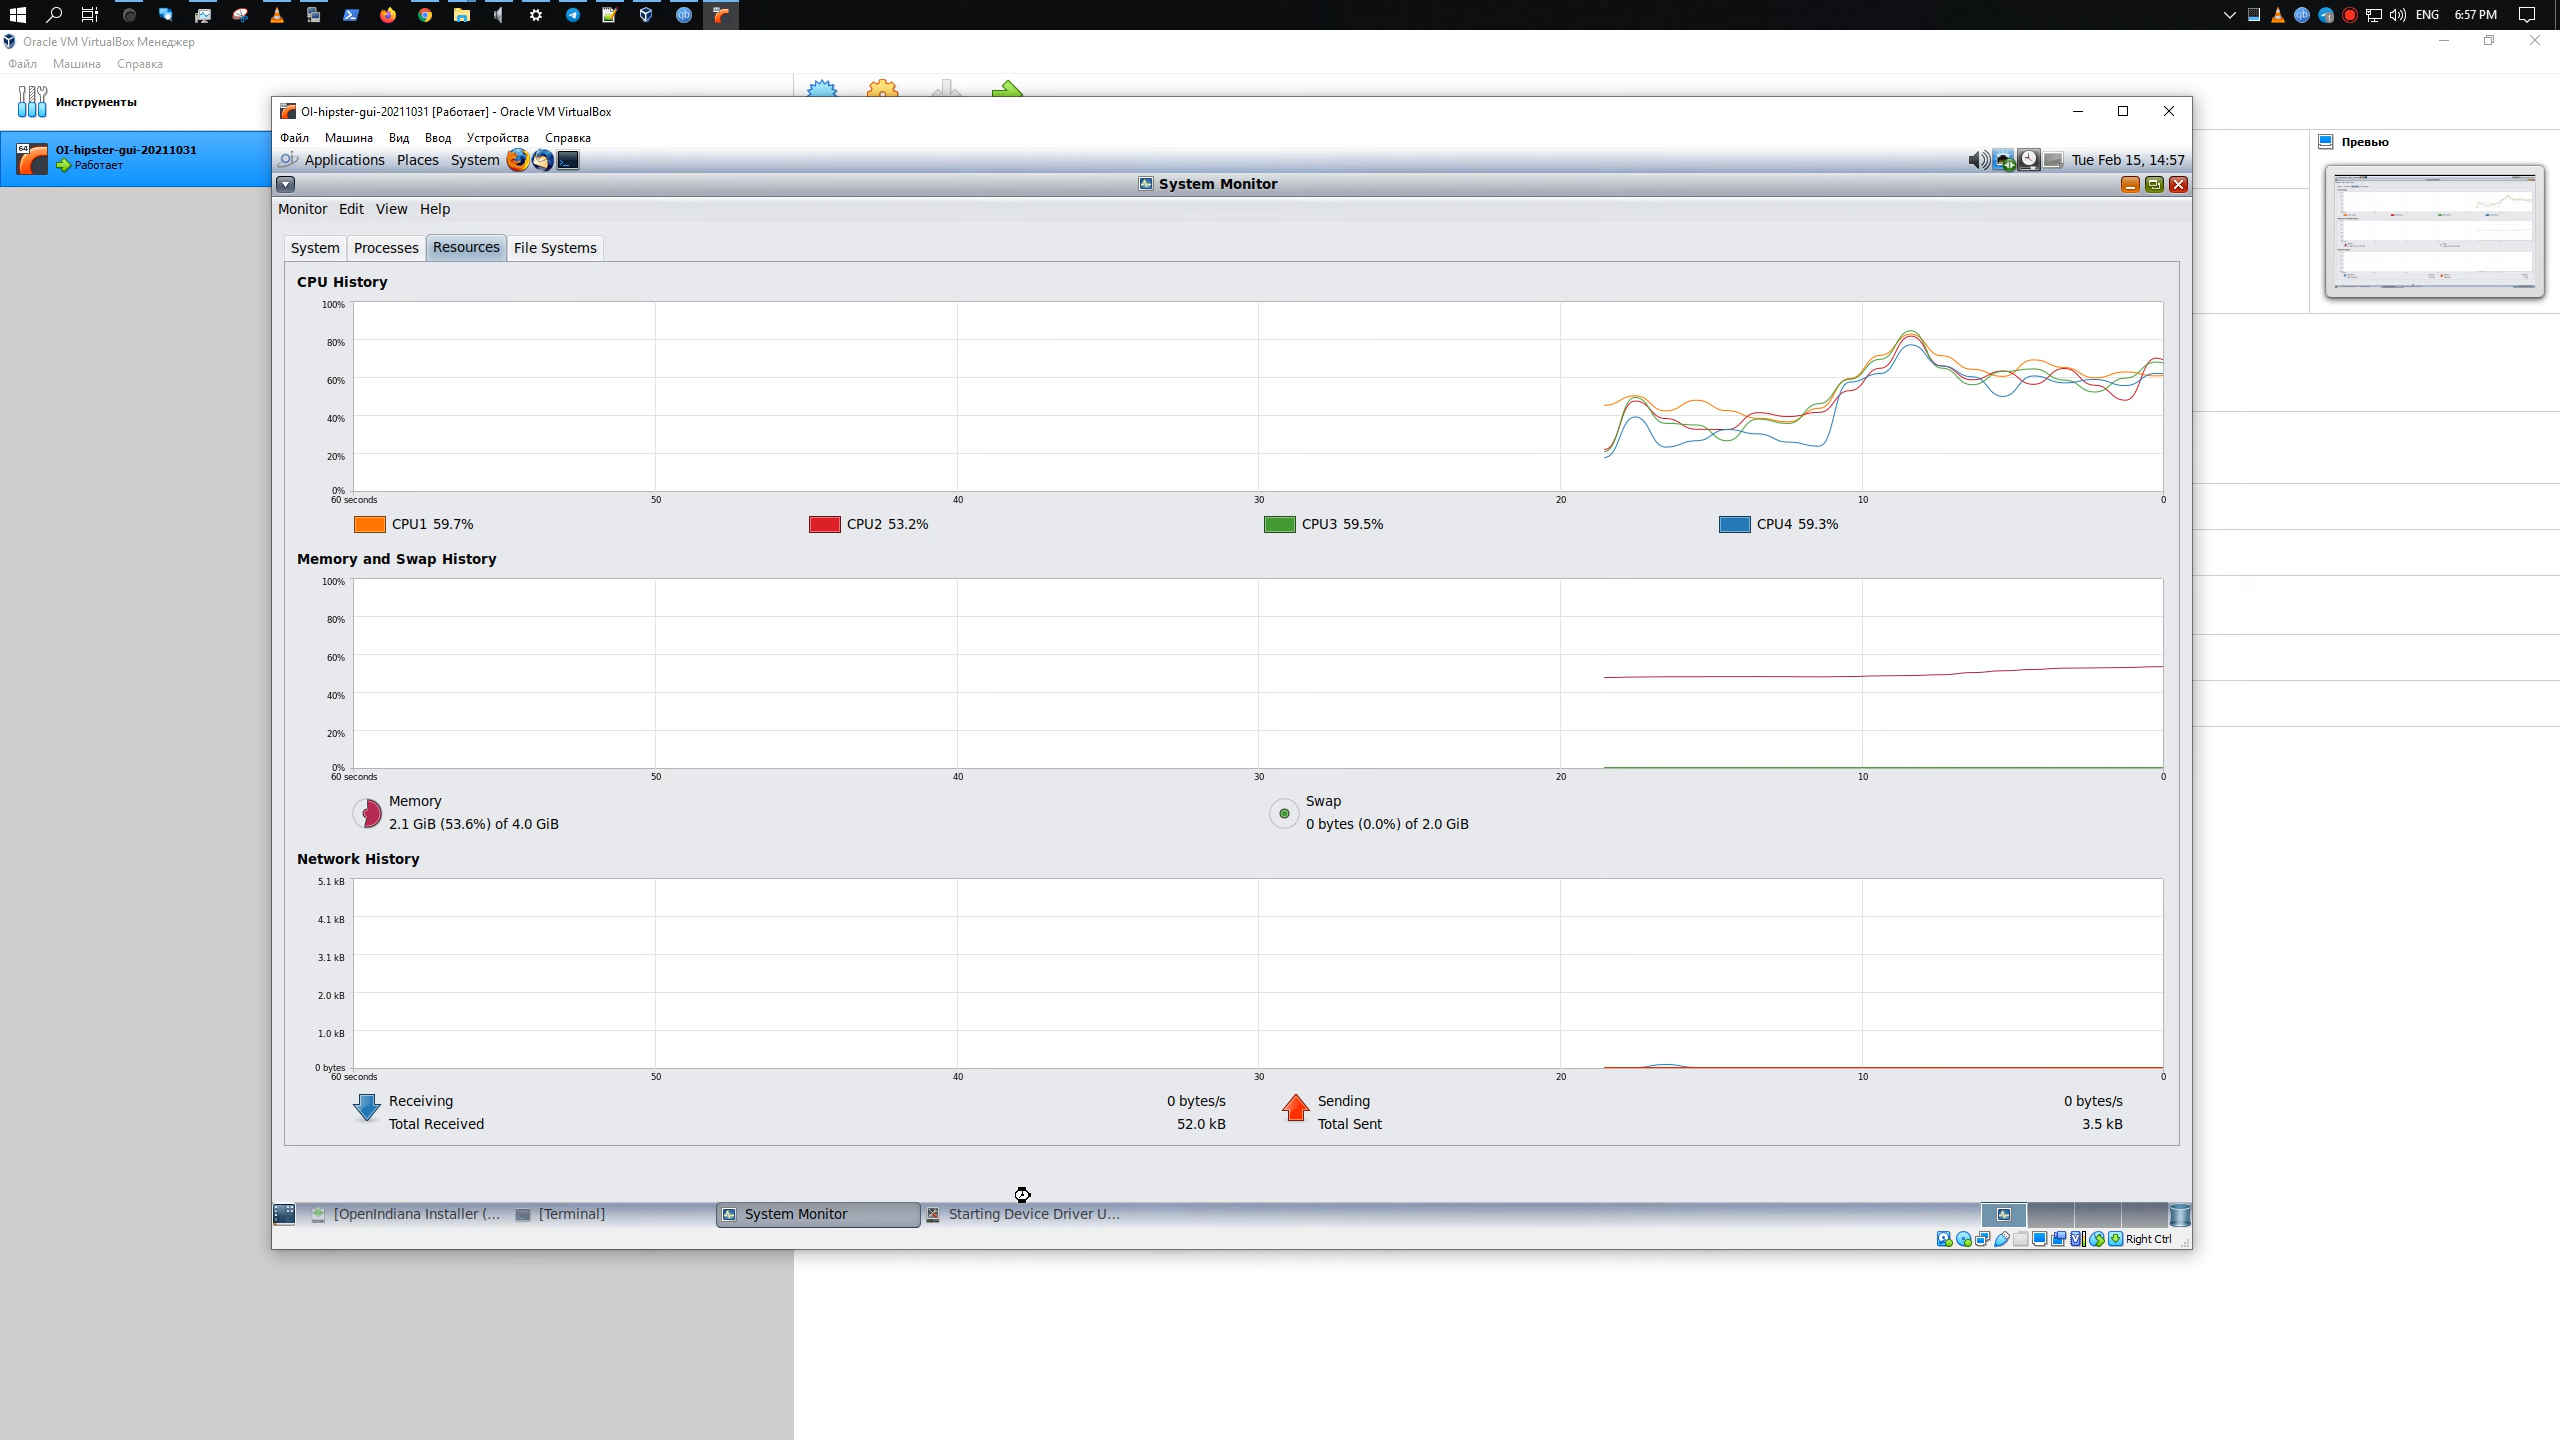 ENG 6:57 PM
Oracle VM VirtualBox Менеджер
Файл Машина Справка
Инструменты
64
OI-hipster-gui-20211031
Работает
Превью
OI-hipster-gui-20211031 [Работает] - Oracle VM VirtualBox
Файл Машина Вид Ввод Устройства Справка
Applications Places System Tue Feb 15, 14:57
System Monitor
Monitor Edit View Help
System Processes Resources File Systems
CPU History
100%
80%
60%
40%
20%
0%
60 seconds 50 40 30 20 10 0
CPU1 59.7% CPU2 53.2% CPU3 59.5% CPU4 59.3%
Memory and Swap History
100%
80%
60%
40%
20%
0%
60 seconds 50 40 30 20 10 0
Memory Swap
2.1 GiB (53.6%) of 4.0 GiB 0 bytes (0.0%) of 2.0 GiB
Network History
5.1 kB
4.1 kB
3.1 kB
2.0 kB
1.0 kB
0 bytes
60 seconds 50 40 30 20 10 0
Receiving 0 bytes/s Sending 0 bytes/s
Total Received 52.0 kB Total Sent 3.5 kB
[OpenIndiana Installer (... [Terminal] System Monitor Starting Device Driver U...
Right Ctrl